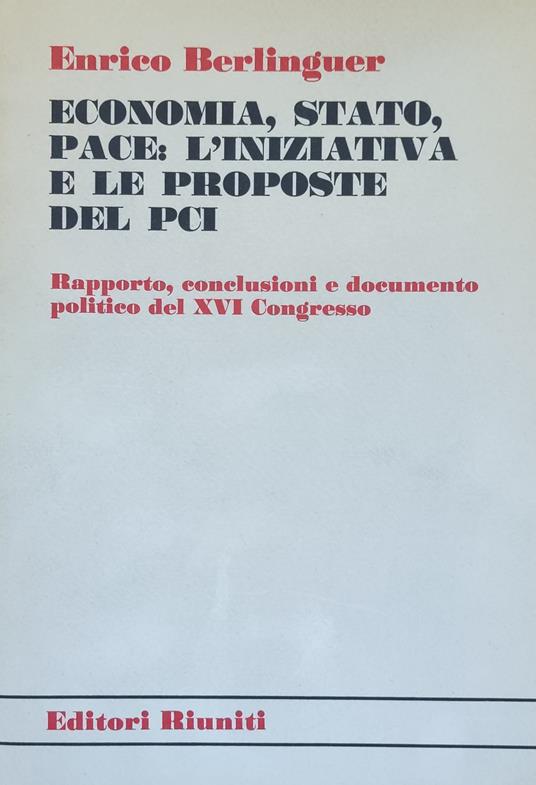 Enrico Berlinguer
ECONOMIA, STATO,
PACE: L'INIZIATIVA
E LE PROPOSTE
DEL PCI
Rapporto, conclusioni e documento
politico del XVI Congresso
Editori Riuniti